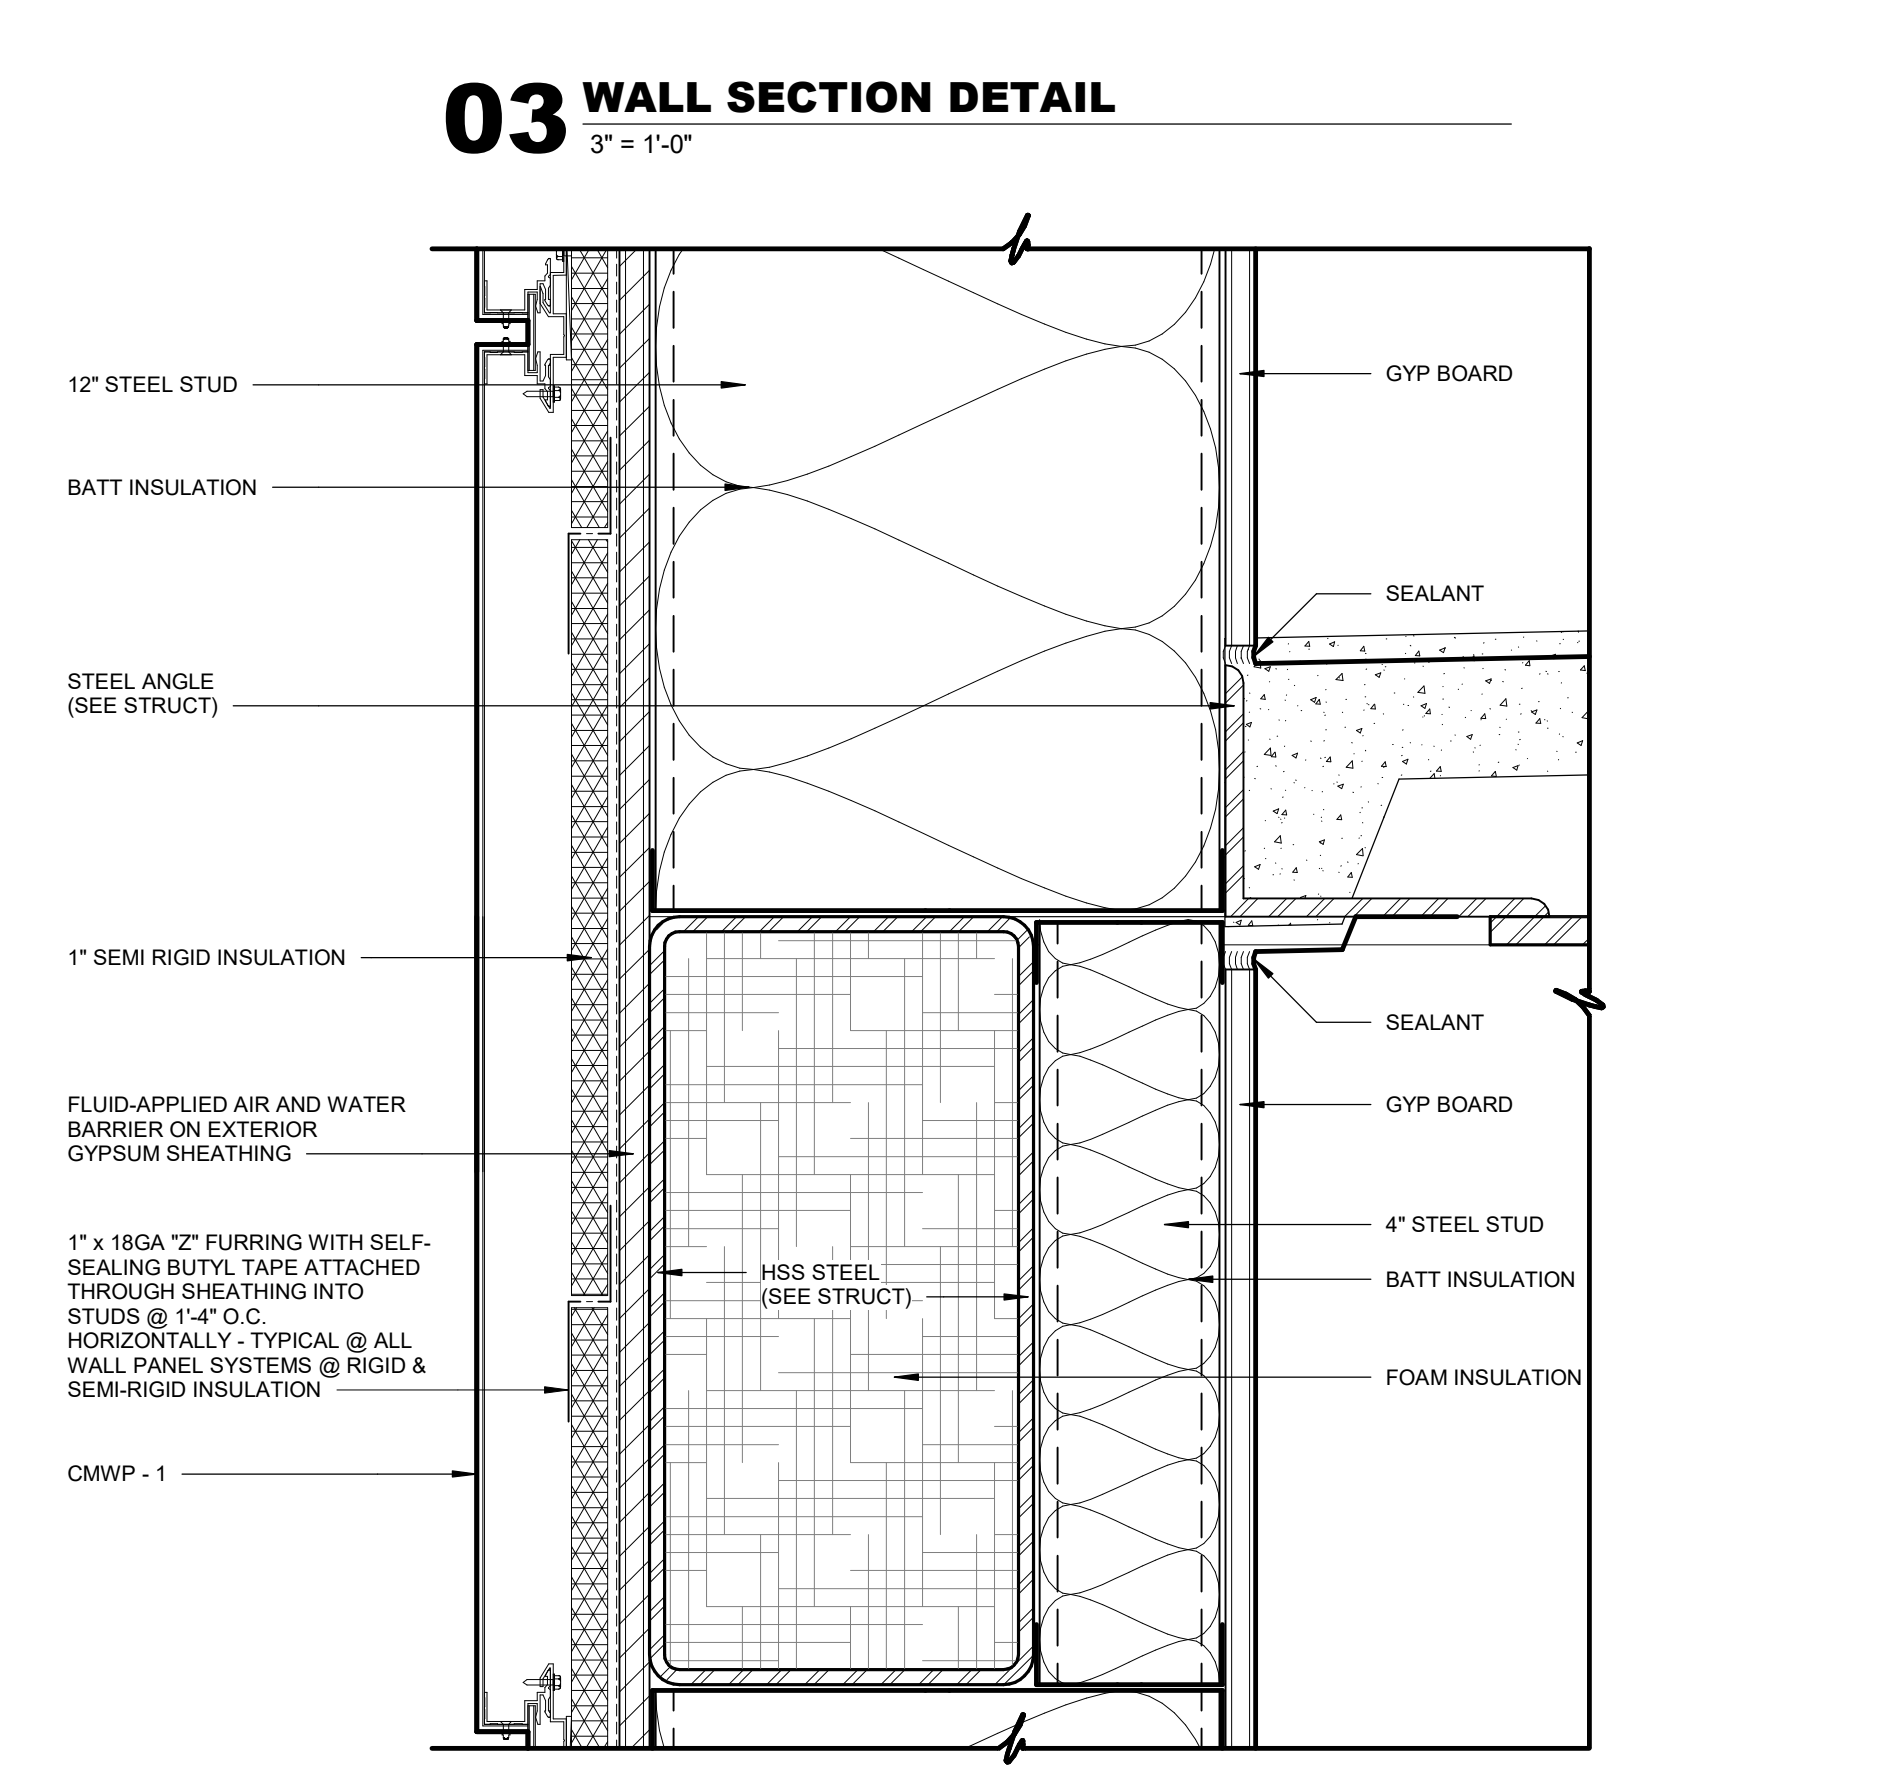 03 WALL SECTION DETAIL
3" = 1'-0"
12" STEEL STUD
BATT INSULATION
STEEL ANGLE
(SEE STRUCT)
1" SEMI RIGID INSULATION
FLUID-APPLIED AIR AND WATER
BARRIER ON EXTERIOR
GYPSUM SHEATHING
1" x 18GA "Z" FURRING WITH SELF-
SEALING BUTYL TAPE ATTACHED
THROUGH SHEATHING INTO
STUDS @ 1'-4" O.C.
HORIZONTALLY - TYPICAL @ ALL
WALL PANEL SYSTEMS @ RIGID &
SEMI-RIGID INSULATION
CMWP - 1
HSS STEEL
(SEE STRUCT)
GYP BOARD
SEALANT
SEALANT
GYP BOARD
4" STEEL STUD
BATT INSULATION
FOAM INSULATION